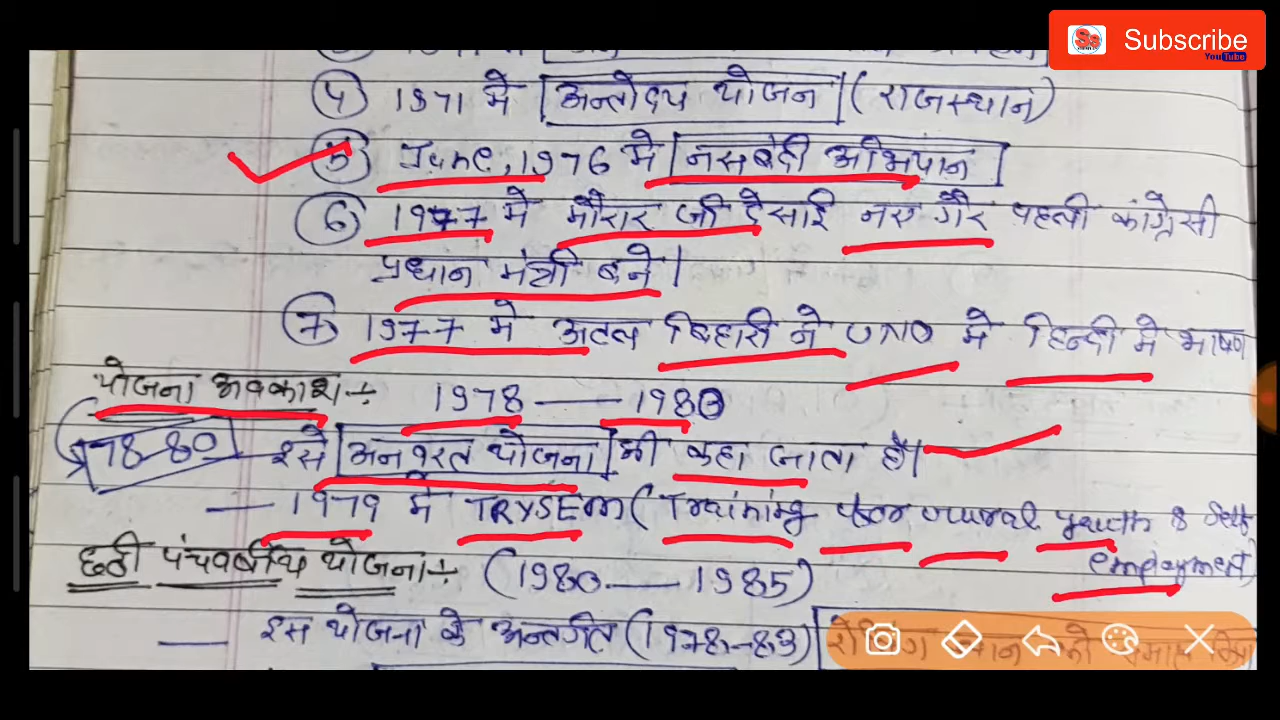 Subscribe
YouTube
④ 1971 में अन्तोदय योजन (राजस्थान)
⑤ June, 1976 में नसबंदी अभियान
⑥ 1977 में मोरार जी देसाई नए गैर पहली कांग्रेसी
प्रधान मंत्री बने।
⑦ 1977 में अटल बिहारी ने UNO में हिन्दी में भाषण
योजना अवकाश ÷ 1978 — 1980
78-80 इसे अनवरत योजना भी कहा जाता है।
— 1979 में TRYSEm (Training for rural youth & Self
employment)
छठी पंचवर्षीय योजना ÷ (1980 — 1985)
— इस योजना के अन्तर्गत (1978-83)